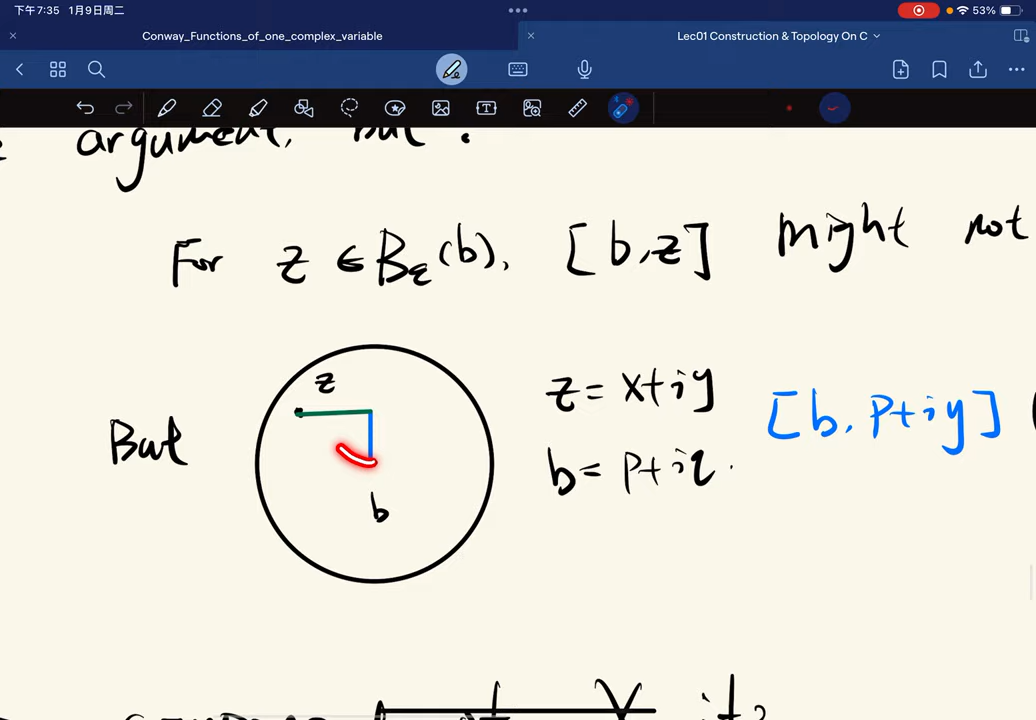 下午7:35 1月9日周二
53%
Conway_Functions_of_one_complex_variable
Lec01 Construction & Topology On C
argument, but :
For z ∈ Bε(b), [b,z] might not
z
z= x+iy
[b, p+iy]
But
b= p+iq.
b